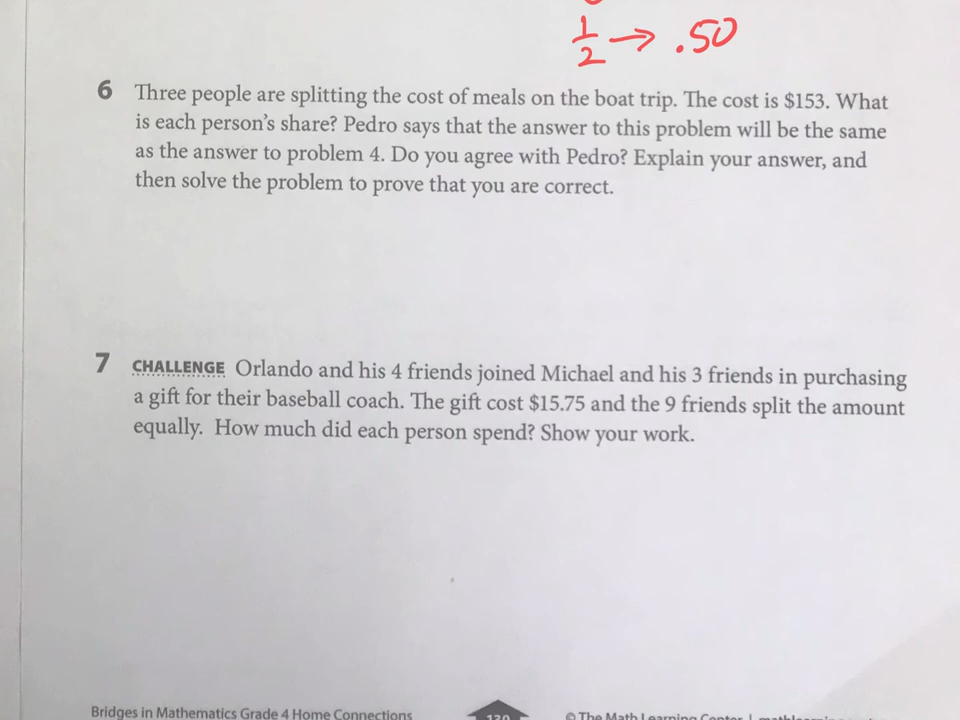 1/2 → .50
6 Three people are splitting the cost of meals on the boat trip. The cost is $153. What
is each person's share? Pedro says that the answer to this problem will be the same
as the answer to problem 4. Do you agree with Pedro? Explain your answer, and
then solve the problem to prove that you are correct.
7 CHALLENGE Orlando and his 4 friends joined Michael and his 3 friends in purchasing
a gift for their baseball coach. The gift cost $15.75 and the 9 friends split the amount
equally. How much did each person spend? Show your work.
Bridges in Mathematics Grade 4 Home Connections
© The Math Learning Center |